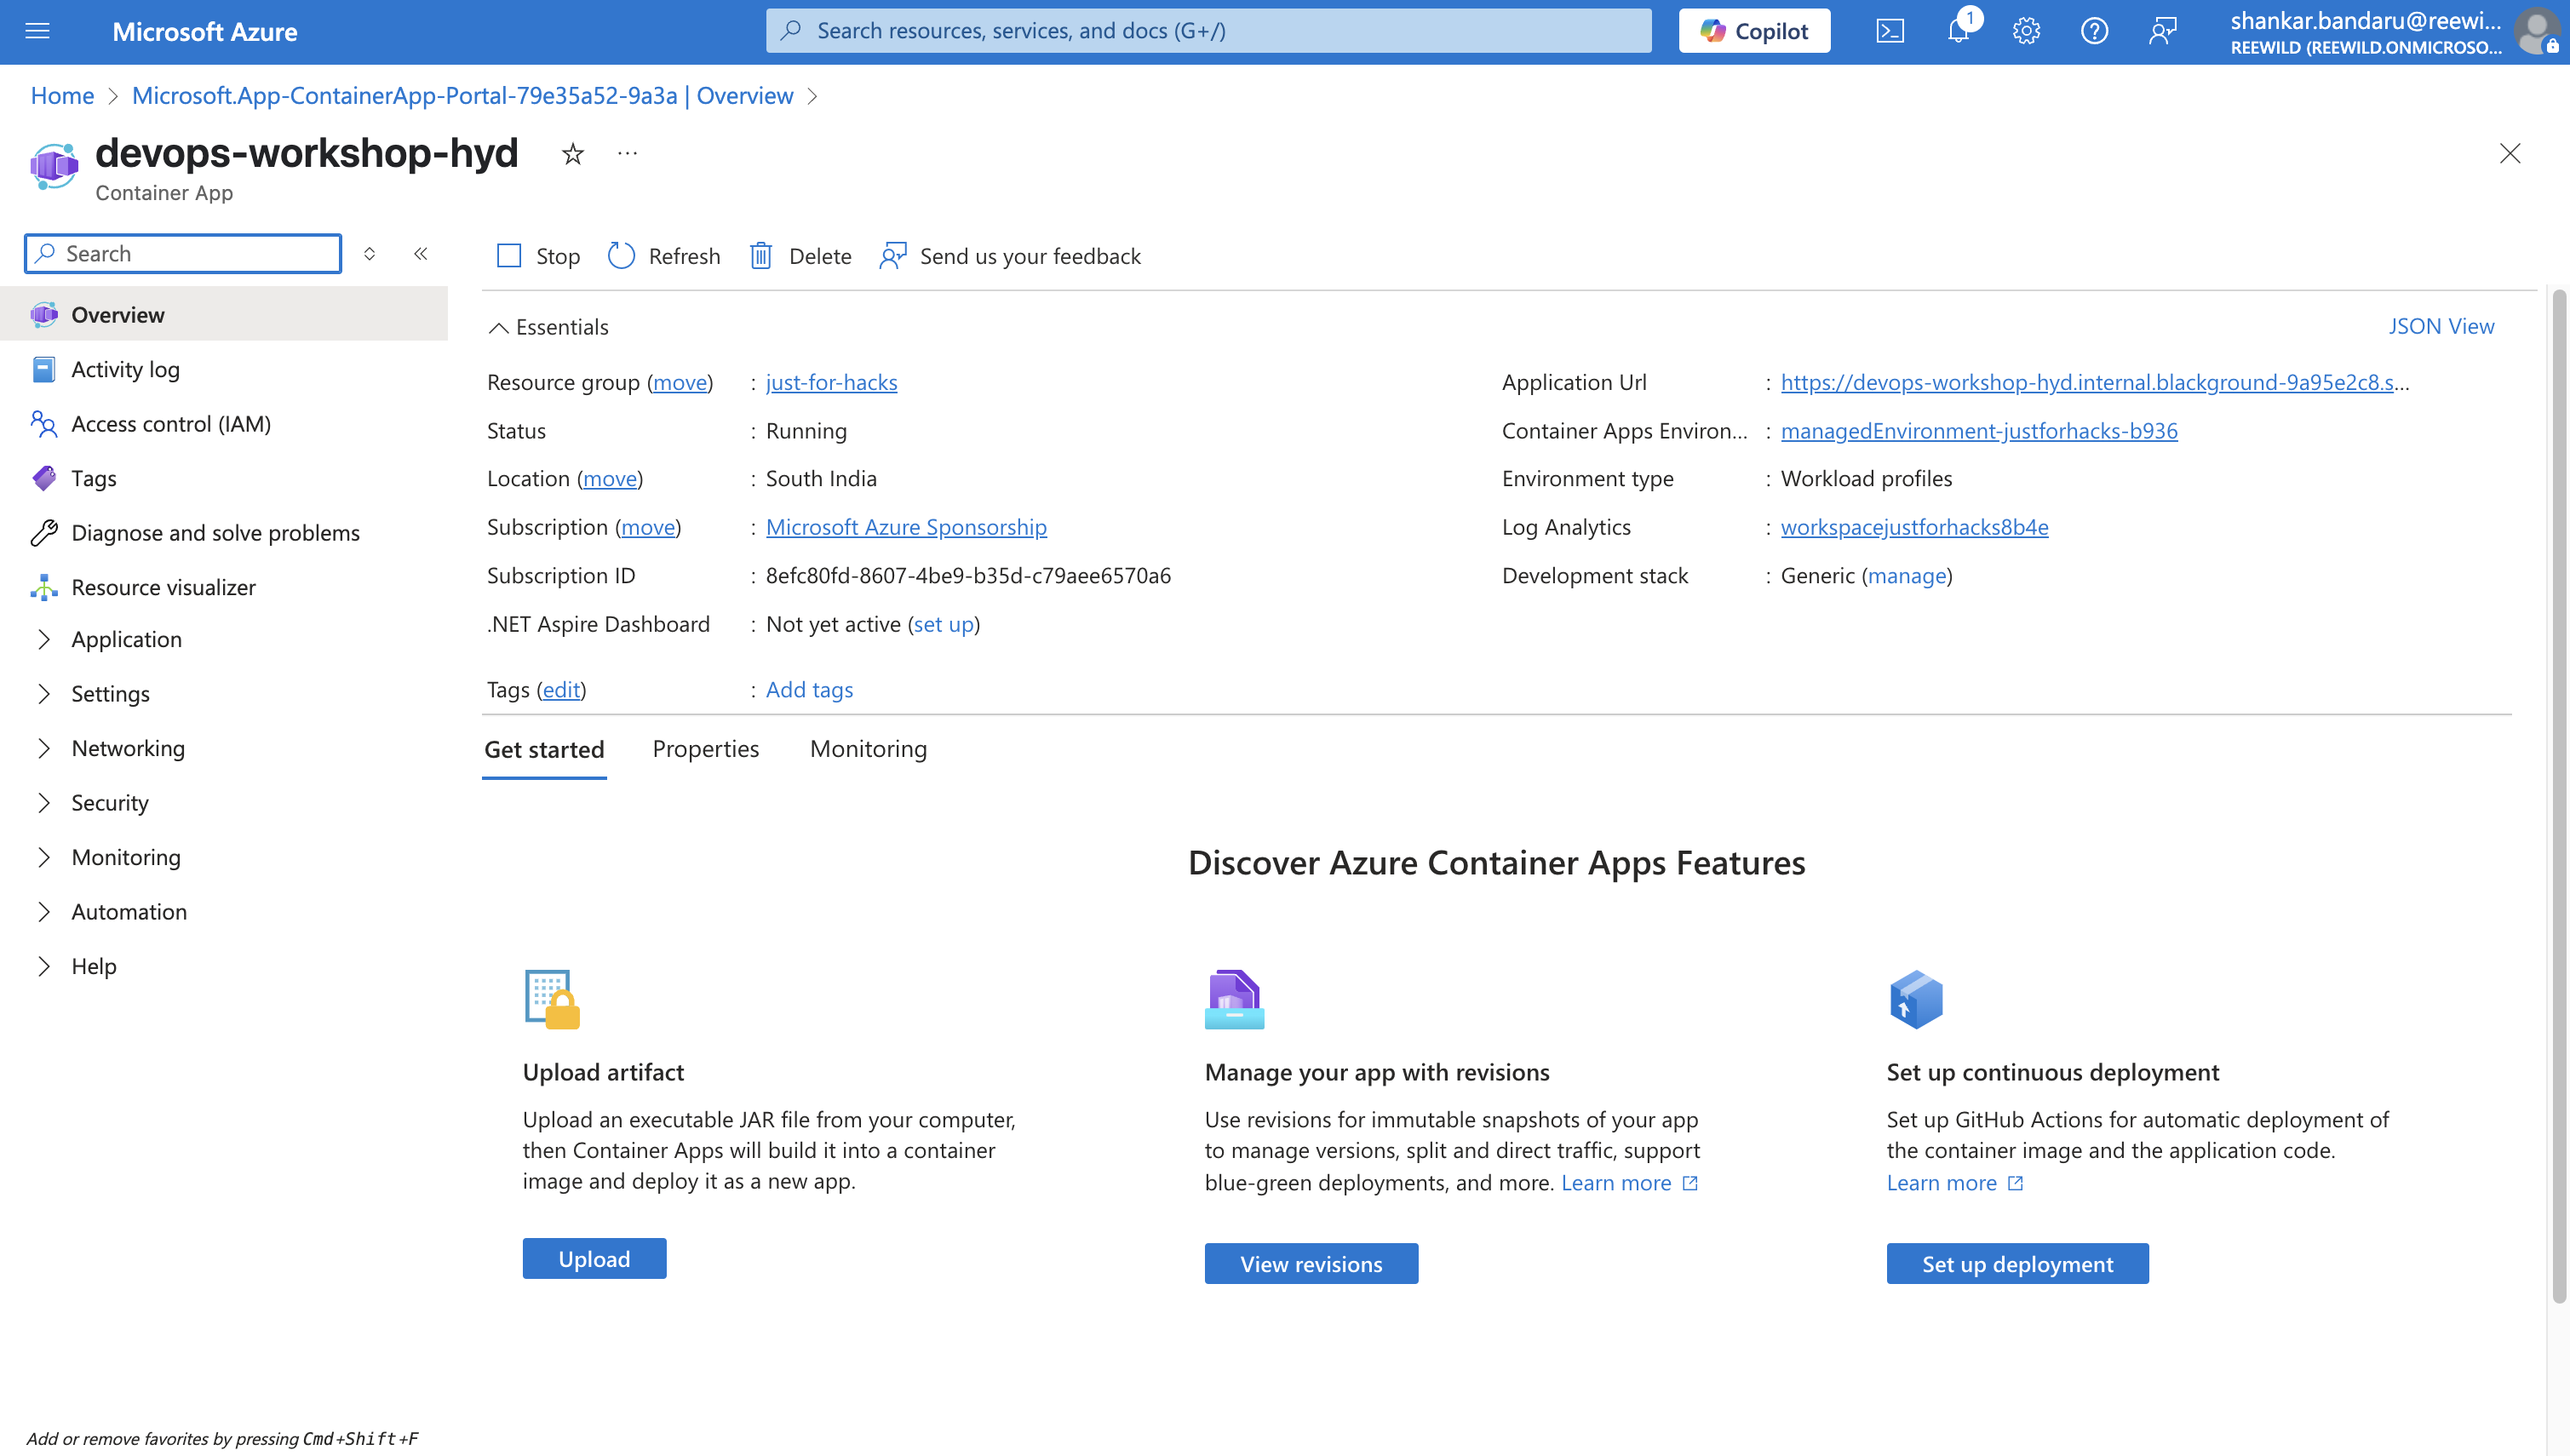 Microsoft Azure
Search resources, services, and docs (G+/)
Copilot
1
shankar.bandaru@reewi...
REEWILD (REEWILD.ONMICROSO...
Home > Microsoft.App-ContainerApp-Portal-79e35a52-9a3a | Overview >
devops-workshop-hyd
Container App
Search
Overview
Activity log
Access control (IAM)
Tags
Diagnose and solve problems
Resource visualizer
Application
Settings
Networking
Security
Monitoring
Automation
Help
Add or remove favorites by pressing Cmd+Shift+F
Stop
Refresh
Delete
Send us your feedback
Essentials
JSON View
Resource group (move) : just-for-hacks
Status : Running
Location (move) : South India
Subscription (move) : Microsoft Azure Sponsorship
Subscription ID : 8efc80fd-8607-4be9-b35d-c79aee6570a6
.NET Aspire Dashboard : Not yet active (set up)
Application Url : https://devops-workshop-hyd.internal.blackground-9a95e2c8.s...
Container Apps Environ... : managedEnvironment-justforhacks-b936
Environment type : Workload profiles
Log Analytics : workspacejustforhacks8b4e
Development stack : Generic (manage)
Tags (edit) : Add tags
Get started
Properties
Monitoring
Discover Azure Container Apps Features
Upload artifact
Upload an executable JAR file from your computer,
then Container Apps will build it into a container
image and deploy it as a new app.
Upload
Manage your app with revisions
Use revisions for immutable snapshots of your app
to manage versions, split and direct traffic, support
blue-green deployments, and more. Learn more
View revisions
Set up continuous deployment
Set up GitHub Actions for automatic deployment of
the container image and the application code.
Learn more
Set up deployment